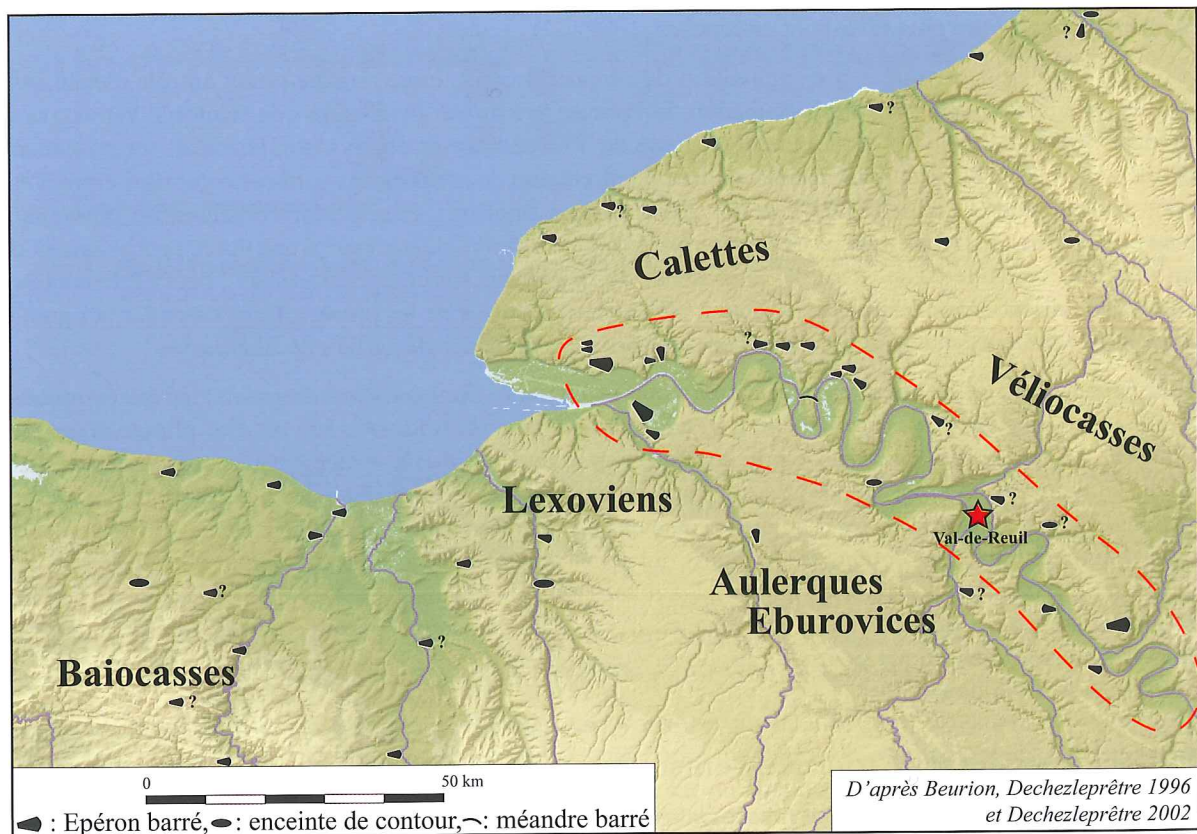 ?
?
?
Calettes
?
Véliocasses
?
Lexoviens
?
Val-de-Reuil
?
Aulerques
Eburovices
?
?
?
Baiocasses
?
0 50 km
: Epéron barré, : enceinte de contour, : méandre barré
D'après Beurion, Dechezleprêtre 1996
et Dechezleprêtre 2002